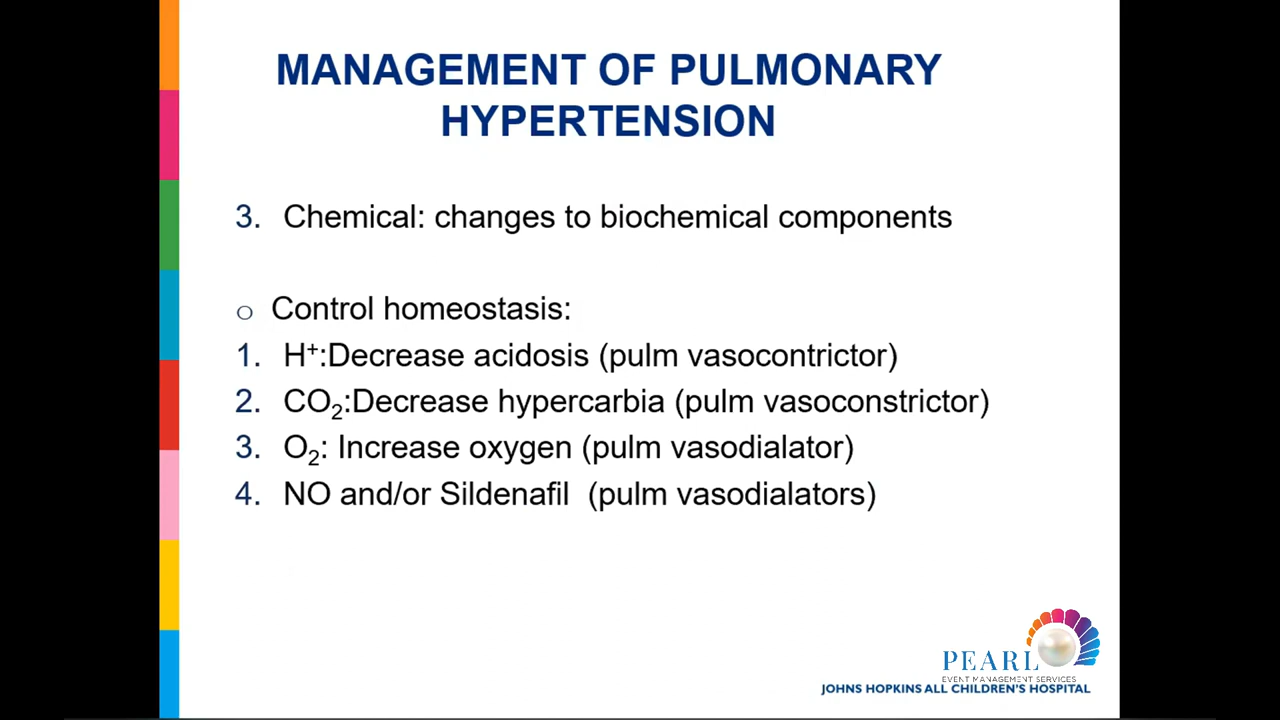 MANAGEMENT OF PULMONARY
HYPERTENSION
3. Chemical: changes to biochemical components
o Control homeostasis:
1. H⁺:Decrease acidosis (pulm vasocontrictor)
2. CO₂:Decrease hypercarbia (pulm vasoconstrictor)
3. O₂: Increase oxygen (pulm vasodialator)
4. NO and/or Sildenafil (pulm vasodialators)
PEARL
EVENT MANAGEMENT SERVICES
JOHNS HOPKINS ALL CHILDREN'S HOSPITAL